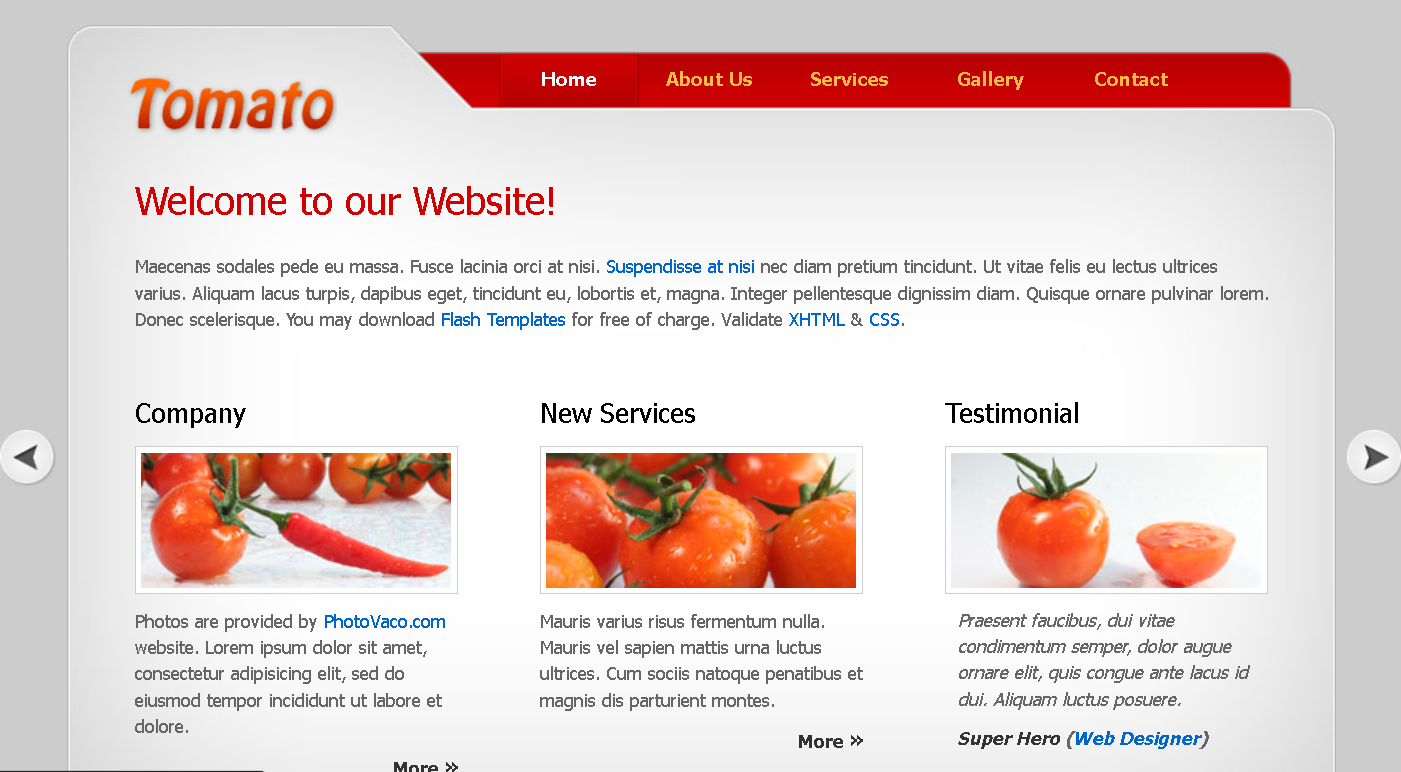 Tomato
Home About Us Services Gallery Contact
Welcome to our Website!
Maecenas sodales pede eu massa. Fusce lacinia orci at nisi. Suspendisse at nisi nec diam pretium tincidunt. Ut vitae felis eu lectus ultrices
varius. Aliquam lacus turpis, dapibus eget, tincidunt eu, lobortis et, magna. Integer pellentesque dignissim diam. Quisque ornare pulvinar lorem.
Donec scelerisque. You may download Flash Templates for free of charge. Validate XHTML & CSS.
Company
Photos are provided by PhotoVaco.com
website. Lorem ipsum dolor sit amet,
consectetur adipisicing elit, sed do
eiusmod tempor incididunt ut labore et
dolore.
More »
New Services
Mauris varius risus fermentum nulla.
Mauris vel sapien mattis urna luctus
ultrices. Cum sociis natoque penatibus et
magnis dis parturient montes.
More »
Testimonial
Praesent faucibus, dui vitae
condimentum semper, dolor augue
ornare elit, quis congue ante lacus id
dui. Aliquam luctus posuere.
Super Hero (Web Designer)